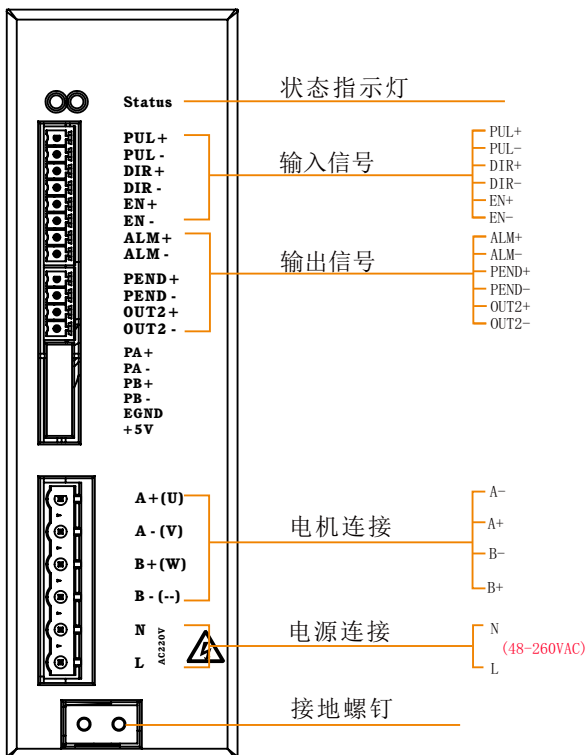 状态指示灯
Status
PUL+
PUL-
DIR+
DIR-
EN+
EN-
ALM+
ALM-
PEND+
PEND-
OUT2+
OUT2-
PA+
PA-
PB+
PB-
EGND
+5V
A+(U)
A-(V)
B+(W)
B-(--)
N
L
AC220V
输入信号
输出信号
电机连接
电源连接
接地螺钉
PUL+
PUL-
DIR+
DIR-
EN+
EN-
ALM+
ALM-
PEND+
PEND-
OUT2+
OUT2-
A-
A+
B-
B+
N
(48-260VAC)
L